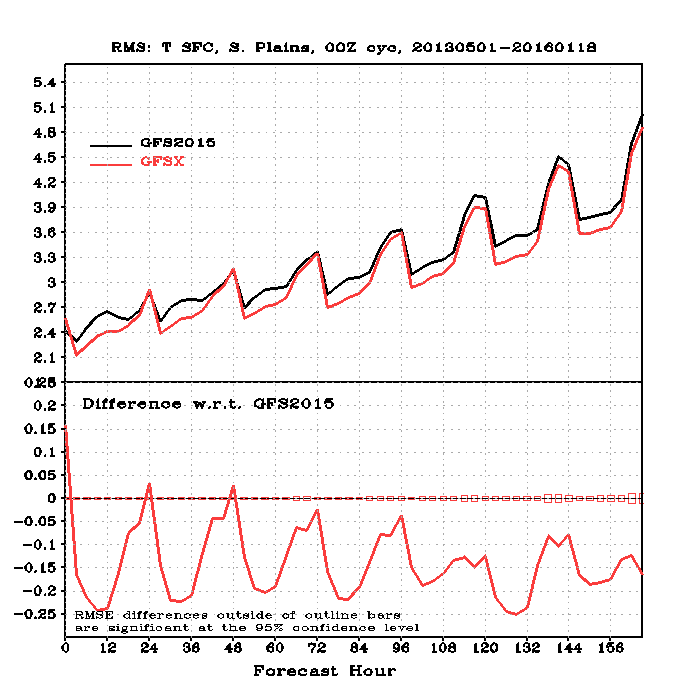 RMS: T SFC, S. Plains, 00Z cyc, 20130501−20160118
5.4
5.1
4.8
4.5
4.2
3.9
3.6
3.3
3
2.7
2.4
2.1
GFS2015
GFSX
0.2
0.15
0.1
0.05
0
−0.05
−0.1
−0.15
−0.2
−0.25
Difference w.r.t. GFS2015
RMSE differences outside of outline bars
are significant at the 95% confidence level
0 12 24 36 48 60 72 84 96 108 120 132 144 156
Forecast Hour